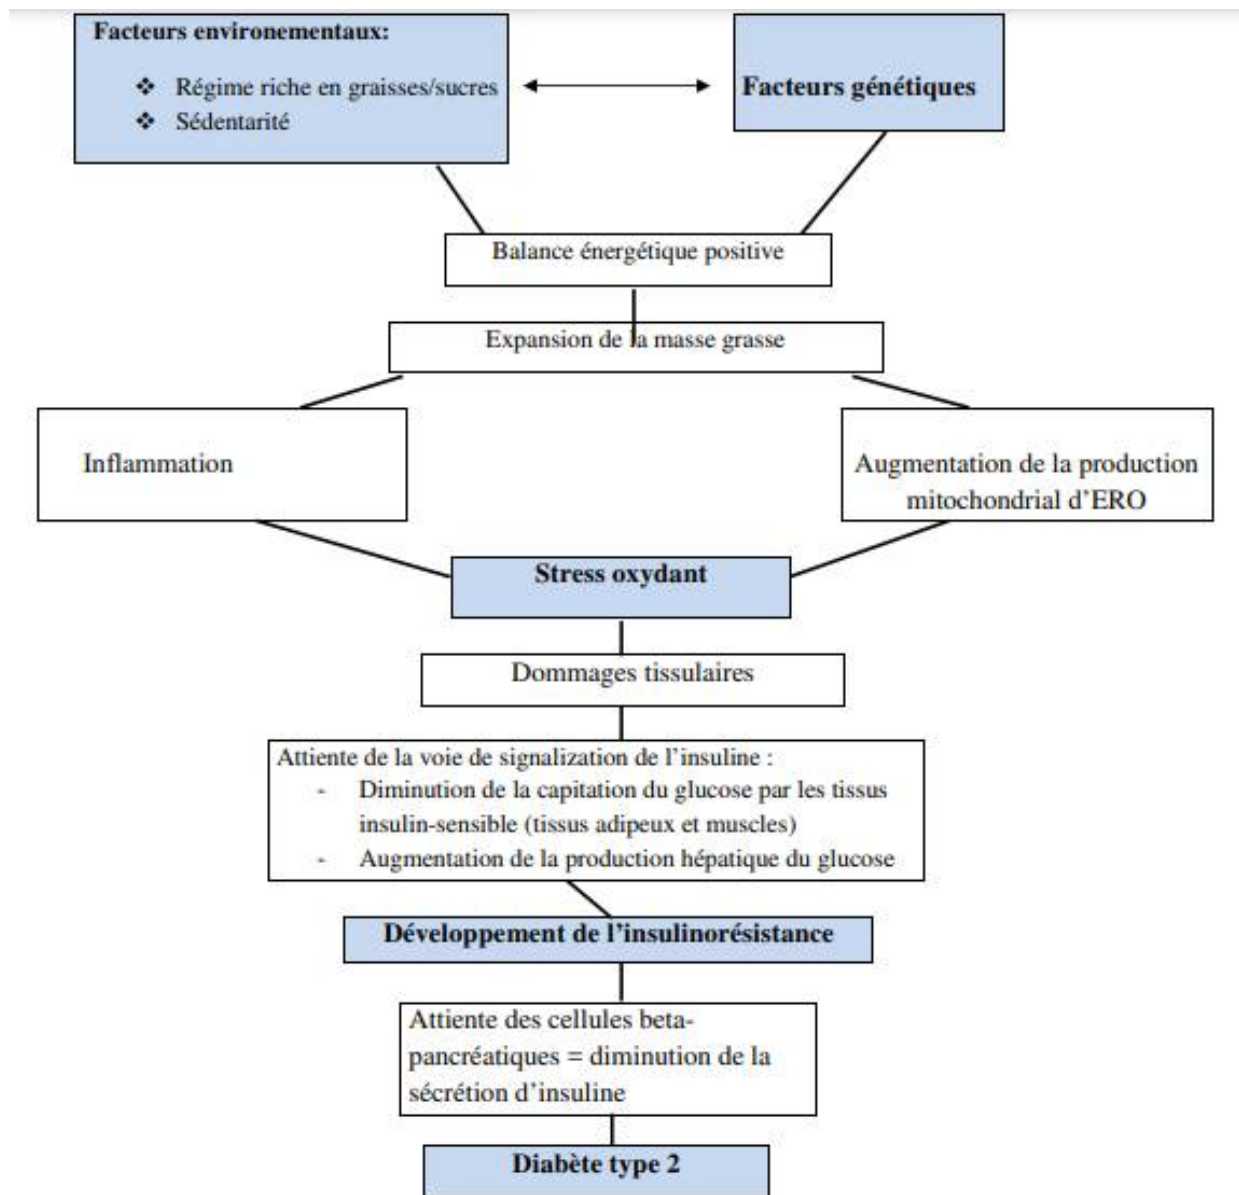 Facteurs environementaux:
❖ Régime riche en graisses/sucres
❖ Sédentarité
Facteurs génétiques
Balance énergétique positive
Expansion de la masse grasse
Inflammation
Augmentation de la production
mitochondrial d'ERO
Stress oxydant
Dommages tissulaires
Attiente de la voie de signalization de l'insuline :
- Diminution de la capitation du glucose par les tissus
insulin-sensible (tissus adipeux et muscles)
- Augmentation de la production hépatique du glucose
Développement de l'insulinorésistance
Attiente des cellules beta-
pancréatiques = diminution de la
sécrétion d'insuline
Diabète type 2